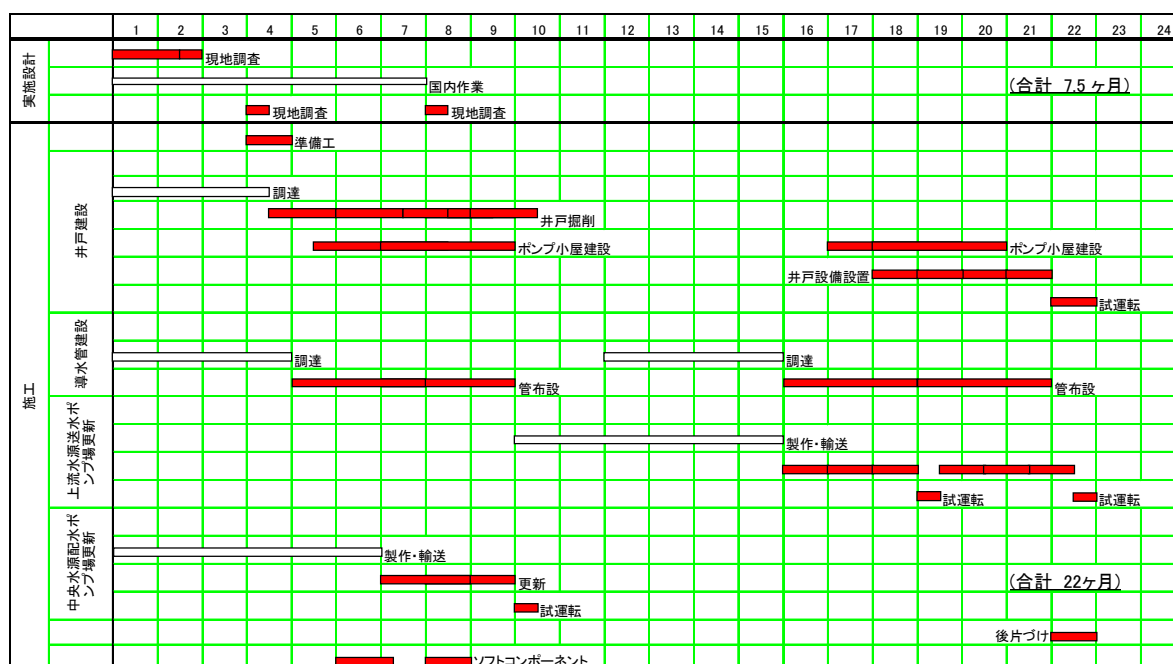 1 2 3 4 5 6 7 8 9 10 11 12 13 14 15 16 17 18 19 20 21 22 23 24
実施設計
現地調査
国内作業
(合計 7.5 ヶ月)
現地調査
現地調査
施工
井戸建設
準備工
調達
井戸掘削
ポンプ小屋建設
ポンプ小屋建設
井戸設備設置
試運転
導水管建設
調達
調達
管布設
管布設
上流水源送水ポ
ンプ場更新
製作・輸送
試運転
試運転
中央水源配水ポ
ンプ場更新
製作・輸送
更新
(合計 22ヶ月)
試運転
後片づけ
ソフトコンポーネント